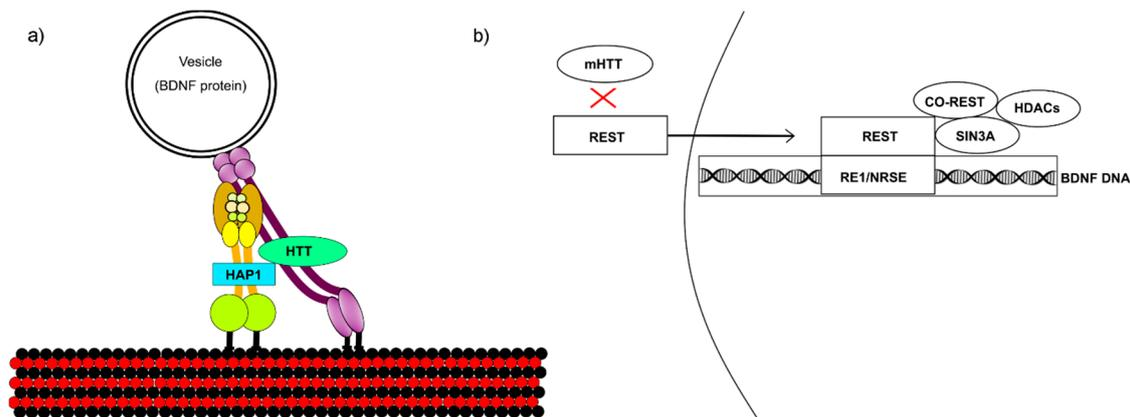 a)
Vesicle
(BDNF protein)
HTT
HAP1
b)
mHTT
REST
CO-REST
HDACs
REST
SIN3A
RE1/NRSE
BDNF DNA